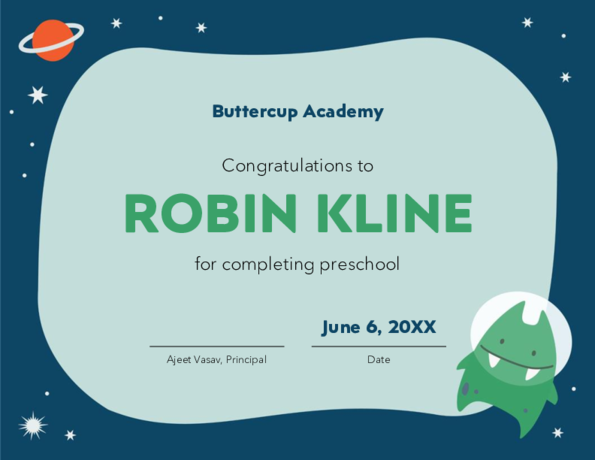 Buttercup Academy
Congratulations to
ROBIN KLINE
for completing preschool
June 6, 20XX
Ajeet Vasav, Principal
Date